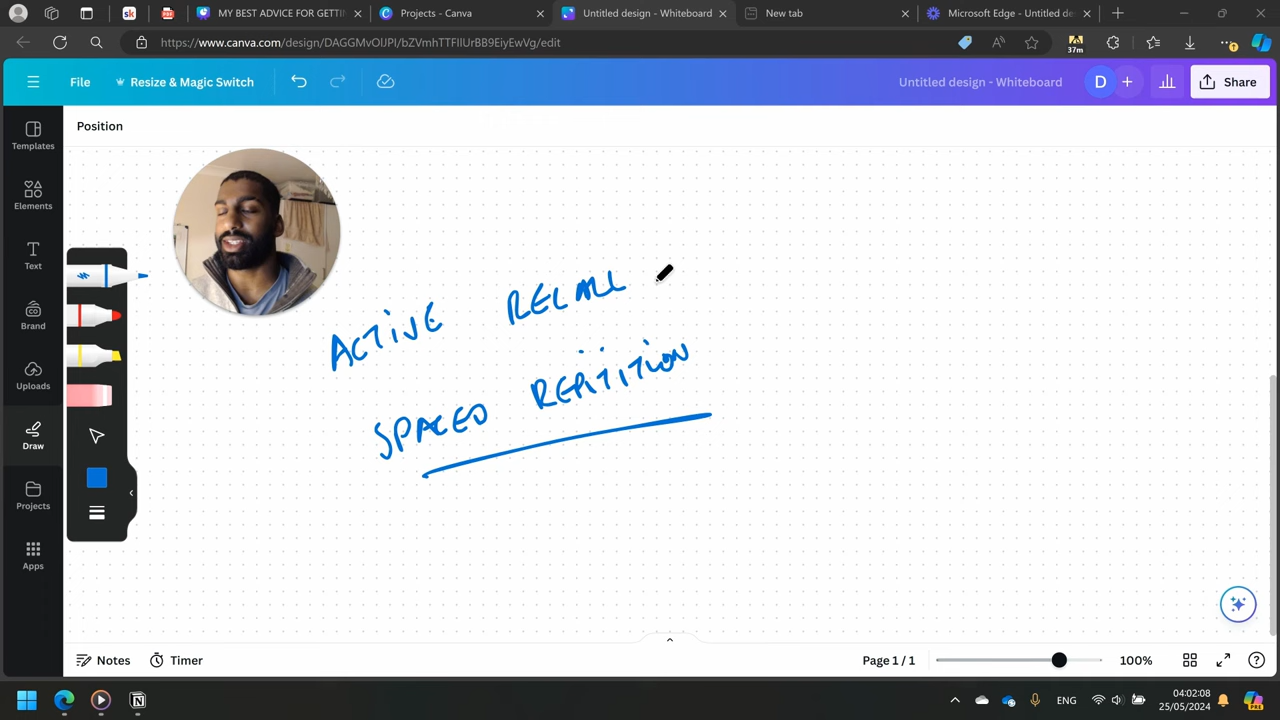 MY BEST ADVICE FOR GETTI
Projects - Canva
Untitled design - Whiteboard
New tab
Microsoft Edge - Untitled de
https://www.canva.com/design/DAGGMvOlJPI/bZVmhTTFIlUrBB9EiyEwVg/edit
37m
File
Resize & Magic Switch
Untitled design - Whiteboard
D
Share
Position
Templates
Elements
Text
Brand
Uploads
Draw
Projects
Apps
ACTIVE RECALL
SPACED REPITITION
Notes
Timer
Page 1 / 1
100%
ENG
04:02:08
25/05/2024